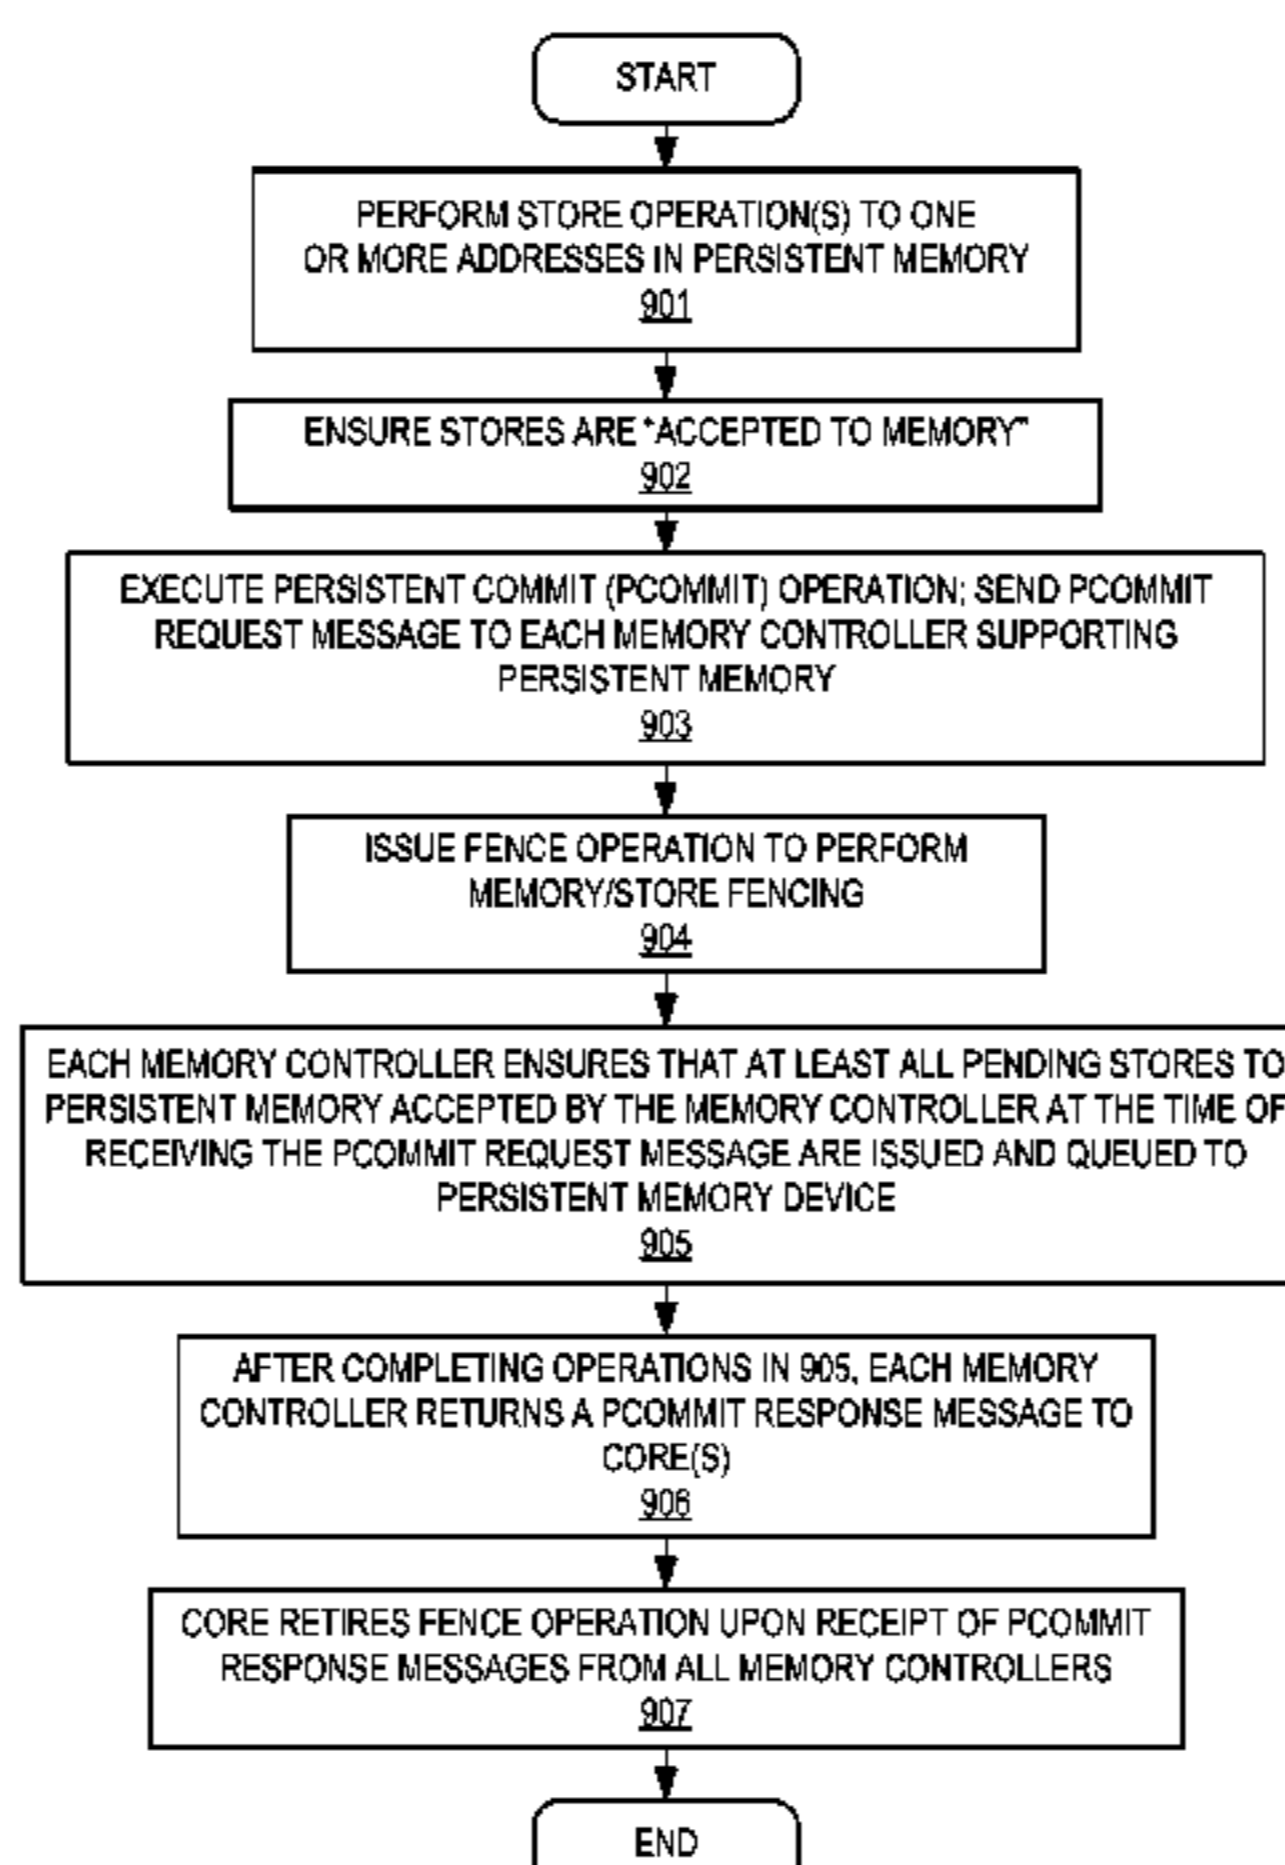 START
PERFORM STORE OPERATION(S) TO ONE
OR MORE ADDRESSES IN PERSISTENT MEMORY
901
ENSURE STORES ARE "ACCEPTED TO MEMORY"
902
EXECUTE PERSISTENT COMMIT (PCOMMIT) OPERATION; SEND PCOMMIT
REQUEST MESSAGE TO EACH MEMORY CONTROLLER SUPPORTING
PERSISTENT MEMORY
903
ISSUE FENCE OPERATION TO PERFORM
MEMORY/STORE FENCING
904
EACH MEMORY CONTROLLER ENSURES THAT AT LEAST ALL PENDING STORES TO
PERSISTENT MEMORY ACCEPTED BY THE MEMORY CONTROLLER AT THE TIME OF
RECEIVING THE PCOMMIT REQUEST MESSAGE ARE ISSUED AND QUEUED TO
PERSISTENT MEMORY DEVICE
905
AFTER COMPLETING OPERATIONS IN 905, EACH MEMORY
CONTROLLER RETURNS A PCOMMIT RESPONSE MESSAGE TO
CORE(S)
906
CORE RETIRES FENCE OPERATION UPON RECEIPT OF PCOMMIT
RESPONSE MESSAGES FROM ALL MEMORY CONTROLLERS
907
END